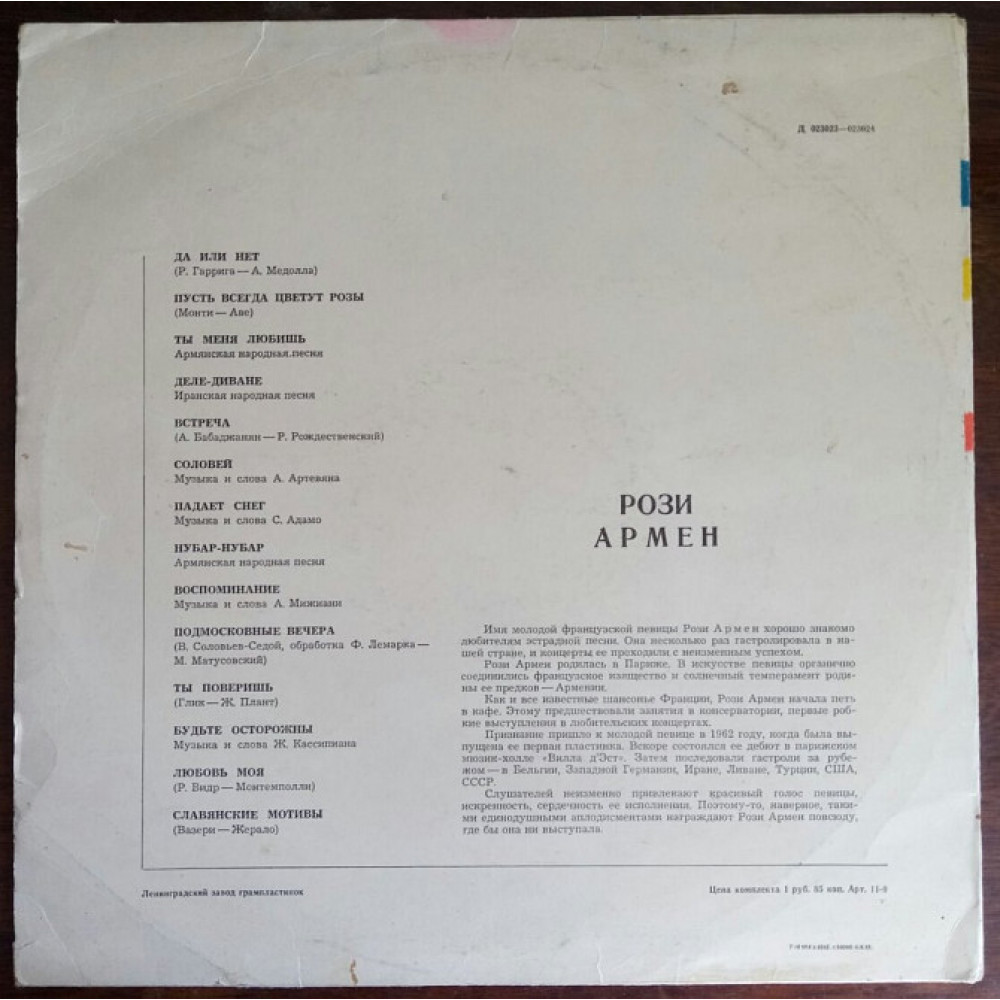 Д 023023—023024
ДА ИЛИ НЕТ
(Р. Гаррига — А. Медолла)
ПУСТЬ ВСЕГДА ЦВЕТУТ РОЗЫ
(Монти — Аве)
ТЫ МЕНЯ ЛЮБИШЬ
Армянская народная песня
ДЕЛЕ-ДИВАНЕ
Иранская народная песня
ВСТРЕЧА
(А. Бабаджанян — Р. Рождественский)
СОЛОВЕЙ
Музыка и слова А. Артевяна
ПАДАЕТ СНЕГ
Музыка и слова С. Адамо
НУБАР-НУБАР
Армянская народная песня
ВОСПОМИНАНИЕ
Музыка и слова А. Мижиани
ПОДМОСКОВНЫЕ ВЕЧЕРА
(В. Соловьев-Седой, обработка Ф. Лемарка —
М. Матусовский)
ТЫ ПОВЕРИШЬ
(Глик — Ж. Плант)
БУДЬТЕ ОСТОРОЖНЫ
Музыка и слова Ж. Кассипиана
ЛЮБОВЬ МОЯ
(Р. Видр — Монтемполли)
СЛАВЯНСКИЕ МОТИВЫ
(Вазери — Жерало)
РОЗИ
АРМЕН
Имя молодой французской певицы Рози Армен хорошо знакомо
любителям эстрадной песни. Она несколько раз гастролировала в на-
шей стране, и концерты ее проходили с неизменным успехом.
Рози Армен родилась в Париже. В искусстве певицы органично
соединились французское изящество и солнечный темперамент роди-
ны ее предков — Армении.
Как и все известные шансонье Франции, Рози Армен начала петь
в кафе. Этому предшествовали занятия в консерватории, первые роб-
кие выступления в любительских концертах.
Признание пришло к молодой певице в 1962 году, когда была вы-
пущена ее первая пластинка. Вскоре состоялся ее дебют в парижском
мюзик-холле «Вилла д'Эст». Затем последовали гастроли за рубе-
жом — в Бельгии, Западной Германии, Иране, Ливане, Турции, США,
СССР.
Слушателей неизменно привлекают красивый голос певицы,
искренность, сердечность ее исполнения. Поэтому-то, наверное, таки-
ми единодушными аплодисментами награждают Рози Армен повсюду,
где бы она ни выступала.
Ленинградский завод грампластинок
Цена комплекта 1 руб. 85 коп. Арт. 11-9